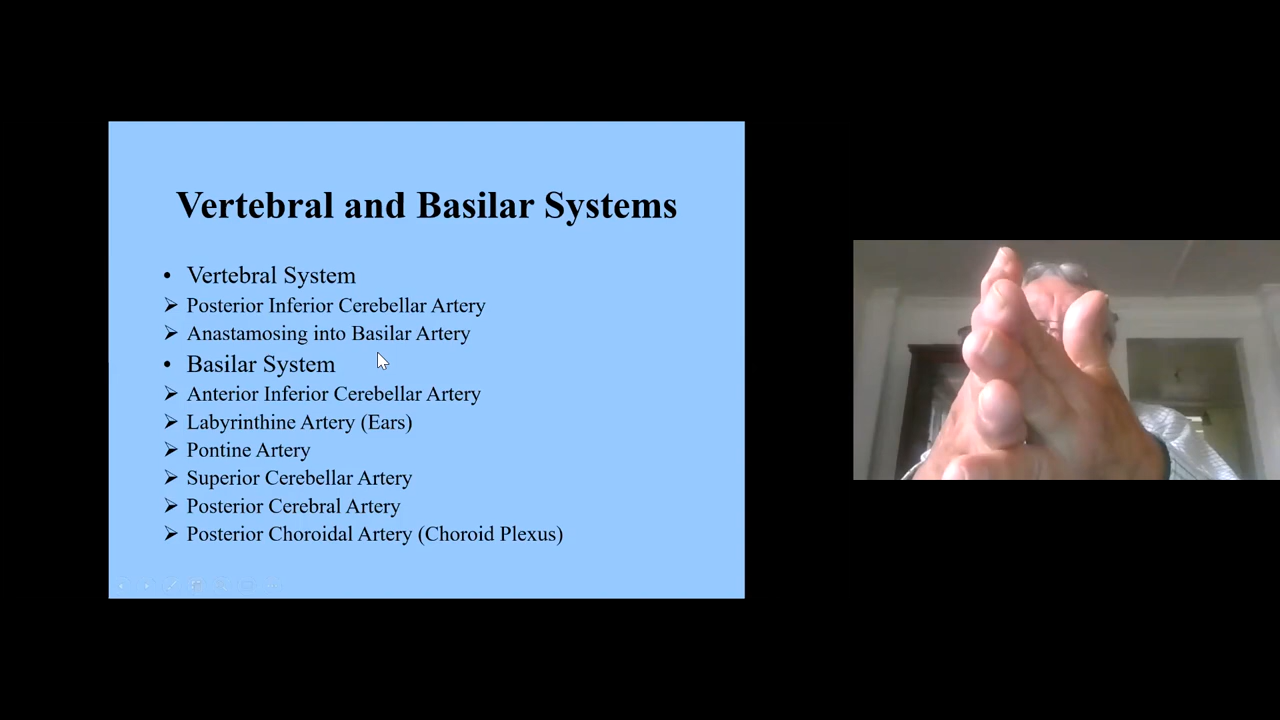 Vertebral and Basilar Systems
• Vertebral System
➢ Posterior Inferior Cerebellar Artery
➢ Anastamosing into Basilar Artery
• Basilar System
➢ Anterior Inferior Cerebellar Artery
➢ Labyrinthine Artery (Ears)
➢ Pontine Artery
➢ Superior Cerebellar Artery
➢ Posterior Cerebral Artery
➢ Posterior Choroidal Artery (Choroid Plexus)